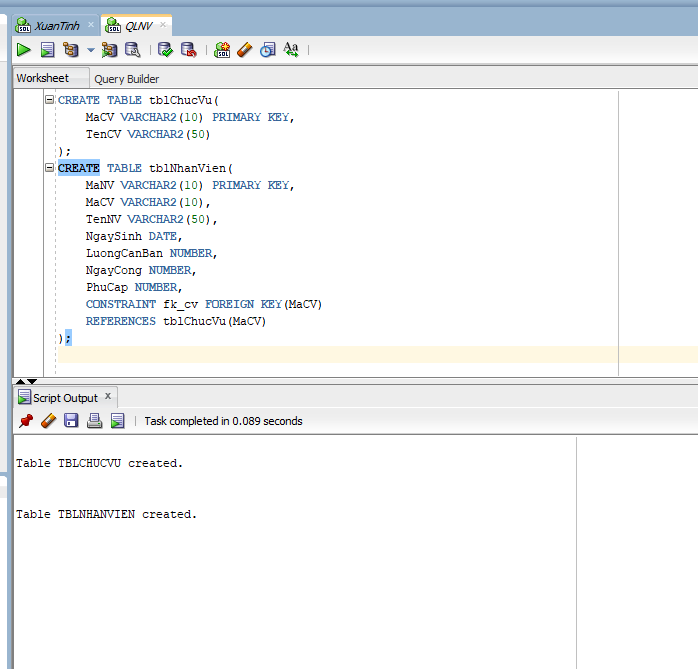 XuanTinh
QLNV
Worksheet
Query Builder
CREATE TABLE tblChucVu(
MaCV VARCHAR2(10) PRIMARY KEY,
TenCV VARCHAR2(50)
);
CREATE TABLE tblNhanVien(
MaNV VARCHAR2(10) PRIMARY KEY,
MaCV VARCHAR2(10),
TenNV VARCHAR2(50),
NgaySinh DATE,
LuongCanBan NUMBER,
NgayCong NUMBER,
PhuCap NUMBER,
CONSTRAINT fk_cv FOREIGN KEY(MaCV)
REFERENCES tblChucVu(MaCV)
);
Script Output
Task completed in 0.089 seconds
Table TBLCHUCVU created.
Table TBLNHANVIEN created.